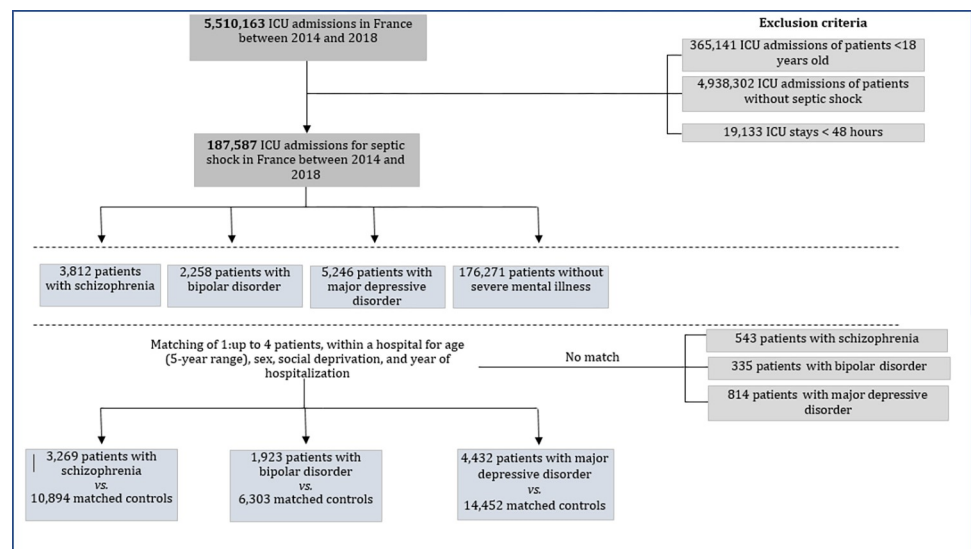 5,510,163 ICU admissions in France
between 2014 and 2018
Exclusion criteria
365,141 ICU admissions of patients <18
years old
4,938,302 ICU admissions of patients
without septic shock
19,133 ICU stays < 48 hours
187,587 ICU admissions for septic
shock in France between 2014 and
2018
3,812 patients
with schizophrenia
2,258 patients with
bipolar disorder
5,246 patients with
major depressive
disorder
176,271 patients without
severe mental illness
Matching of 1:up to 4 patients, within a hospital for age
(5-year range), sex, social deprivation, and year of
hospitalization
No match
543 patients with schizophrenia
335 patients with bipolar disorder
814 patients with major depressive
disorder
3,269 patients with
schizophrenia
vs.
10,894 matched controls
1,923 patients with
bipolar disorder
vs.
6,303 matched controls
4,432 patients with major
depressive disorder
vs.
14,452 matched controls